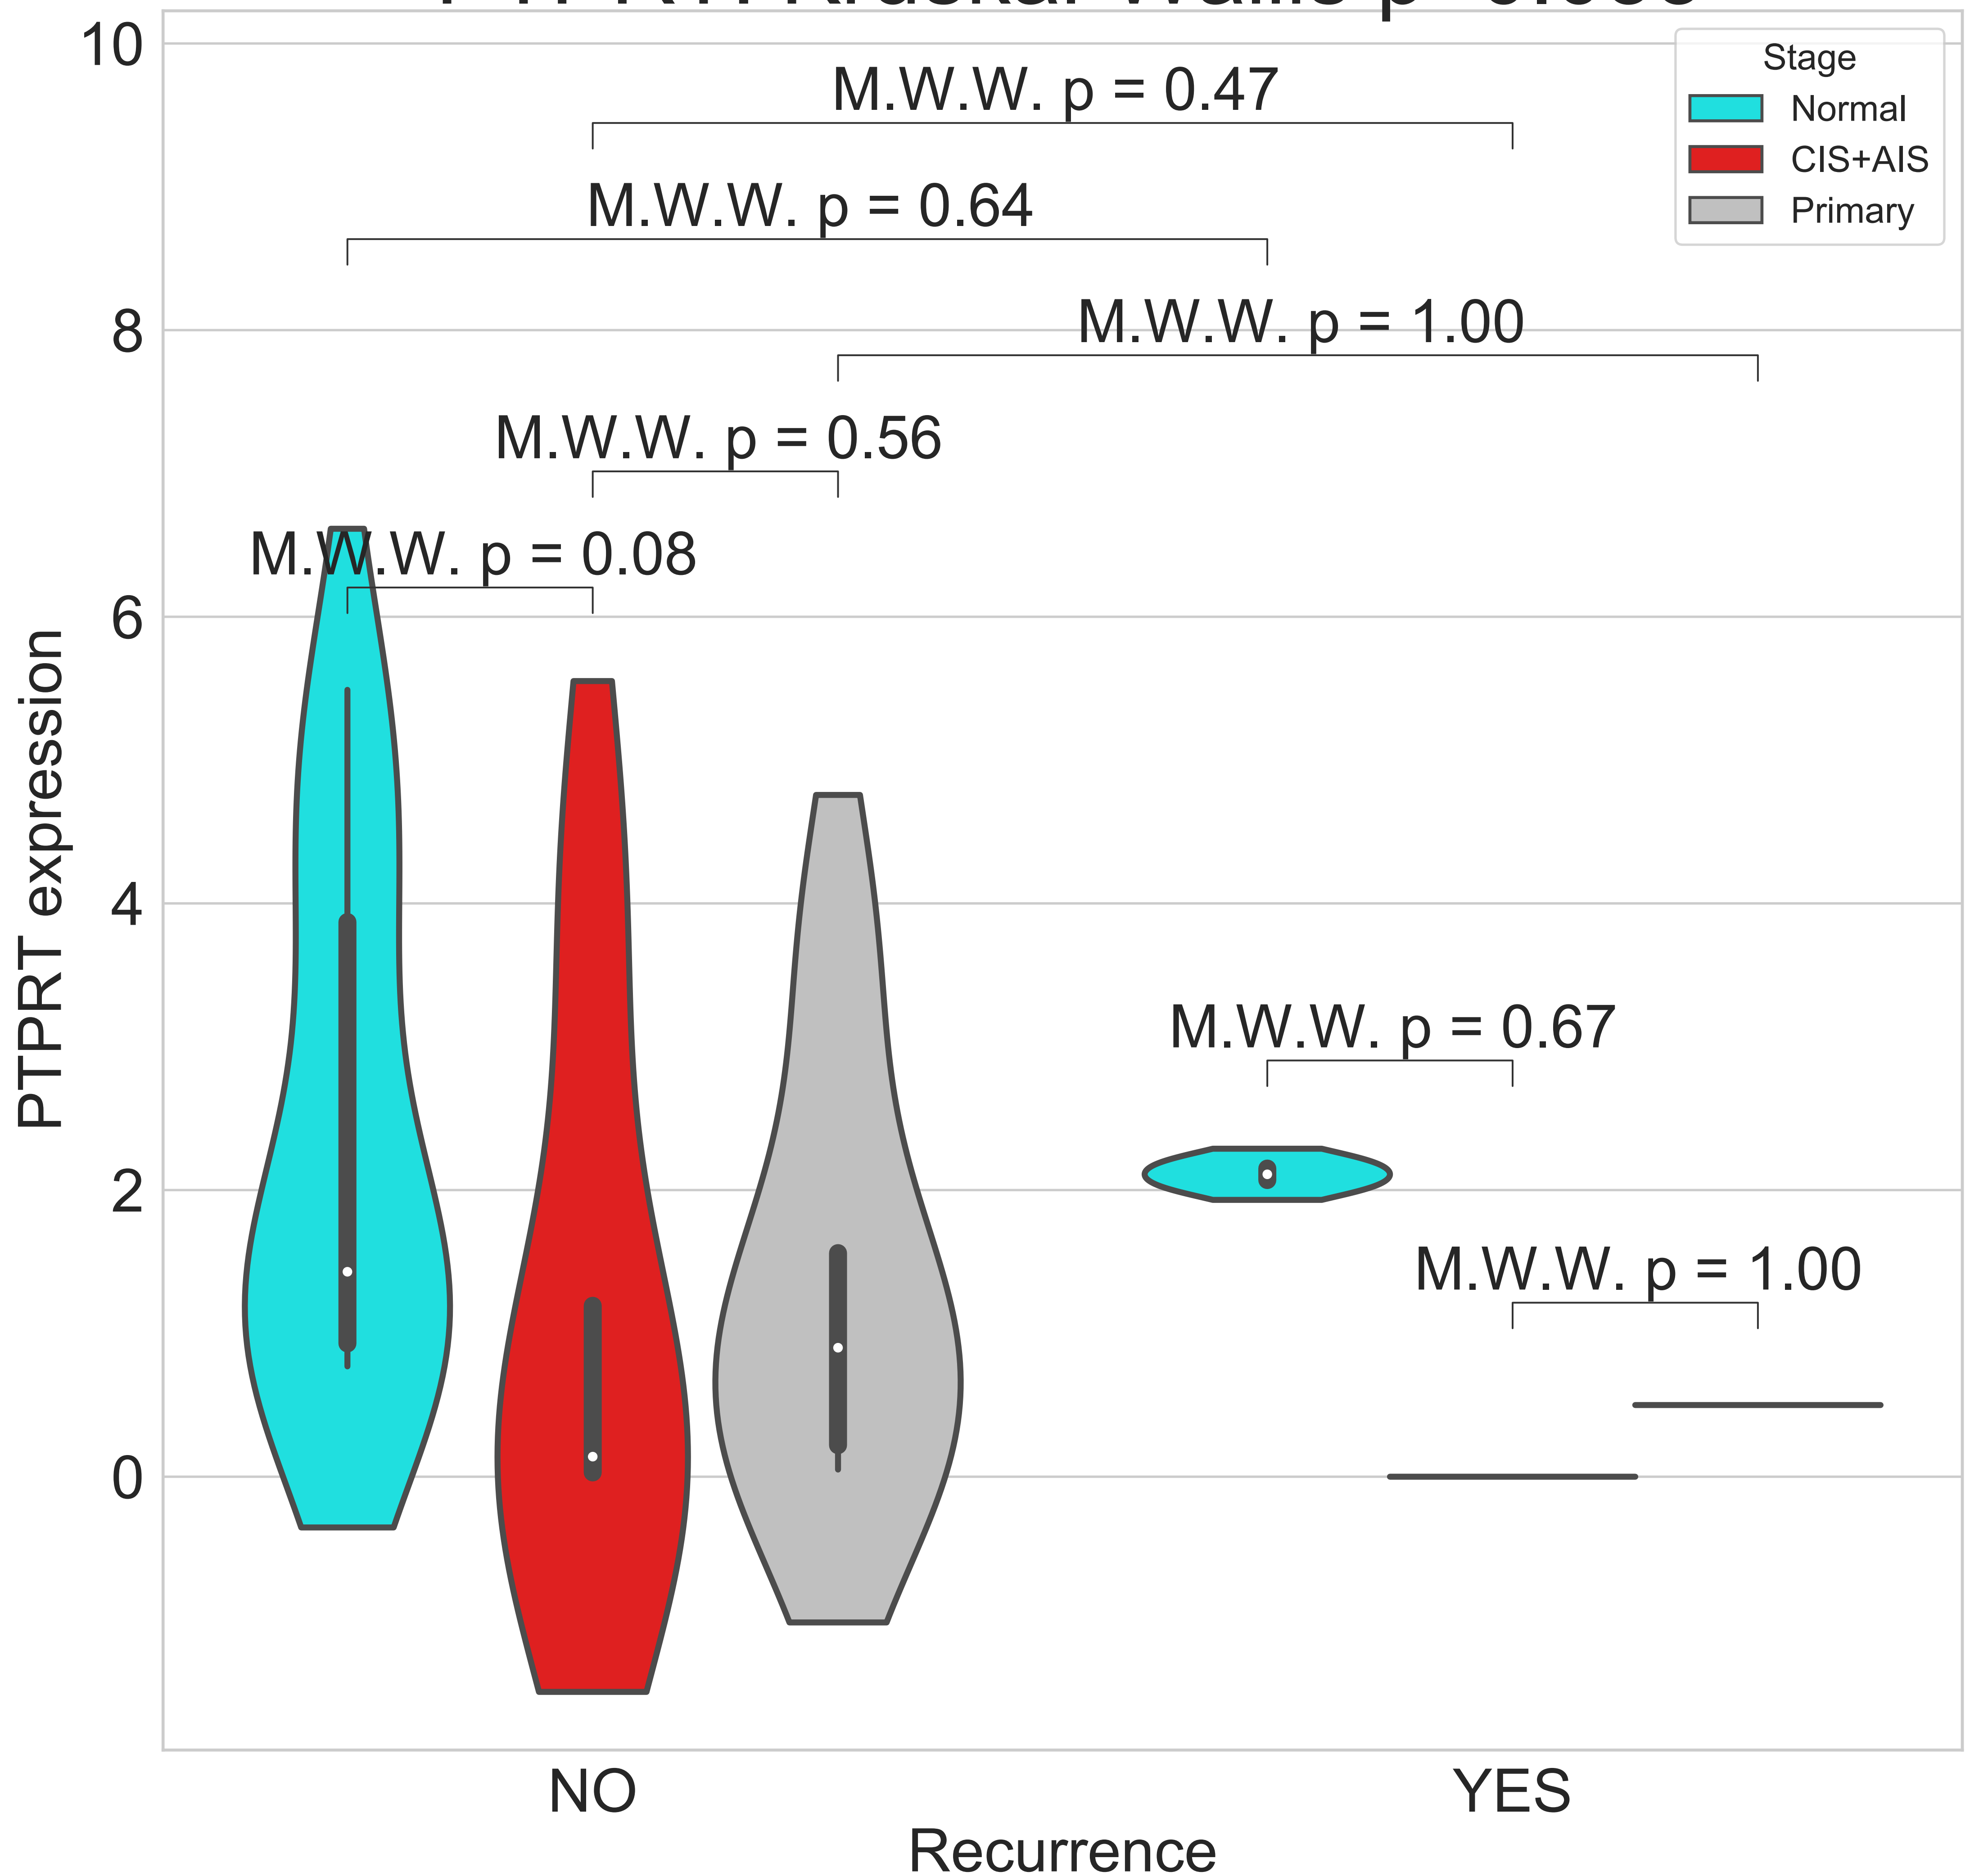 10
8
6
4
2
0
PTPRT expression
M.W.W. p = 0.47
M.W.W. p = 0.64
M.W.W. p = 1.00
M.W.W. p = 0.56
M.W.W. p = 0.08
M.W.W. p = 0.67
M.W.W. p = 1.00
Stage
Normal
CIS+AIS
Primary
NO
YES
Recurrence